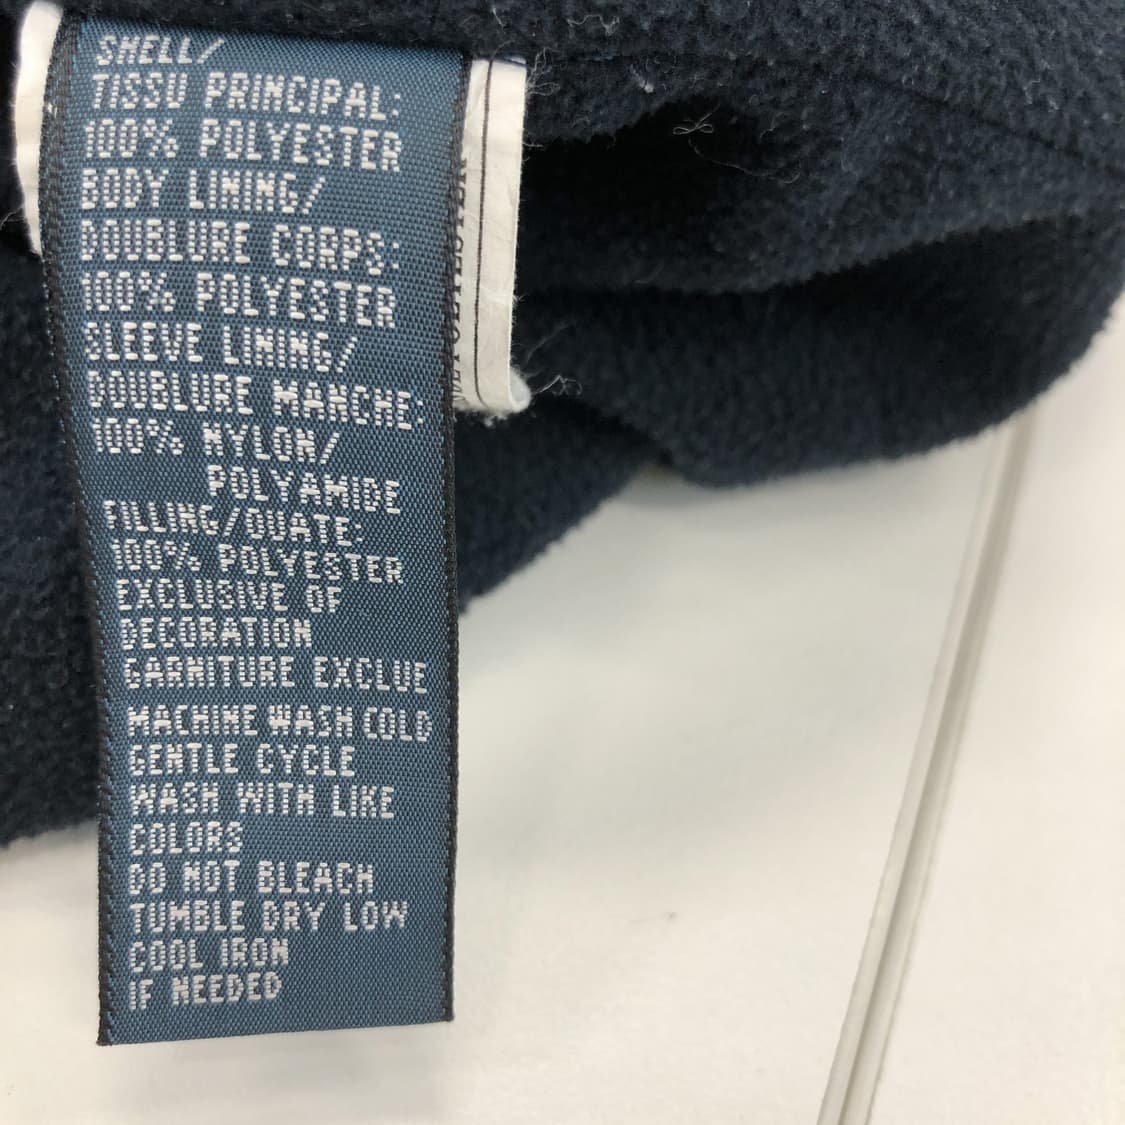 SHELL/
TISSU PRINCIPAL:
100% POLYESTER
BODY LINING/
DOUBLURE CORPS:
100% POLYESTER
SLEEVE LINING/
DOUBLURE MANCHE:
100% NYLON/
POLYAMIDE
FILLING/OUATE:
100% POLYESTER
EXCLUSIVE OF
DECORATION
GARNITURE EXCLUE
MACHINE WASH COLD
GENTLE CYCLE
WASH WITH LIKE
COLORS
DO NOT BLEACH
TUMBLE DRY LOW
COOL IRON
IF NEEDED